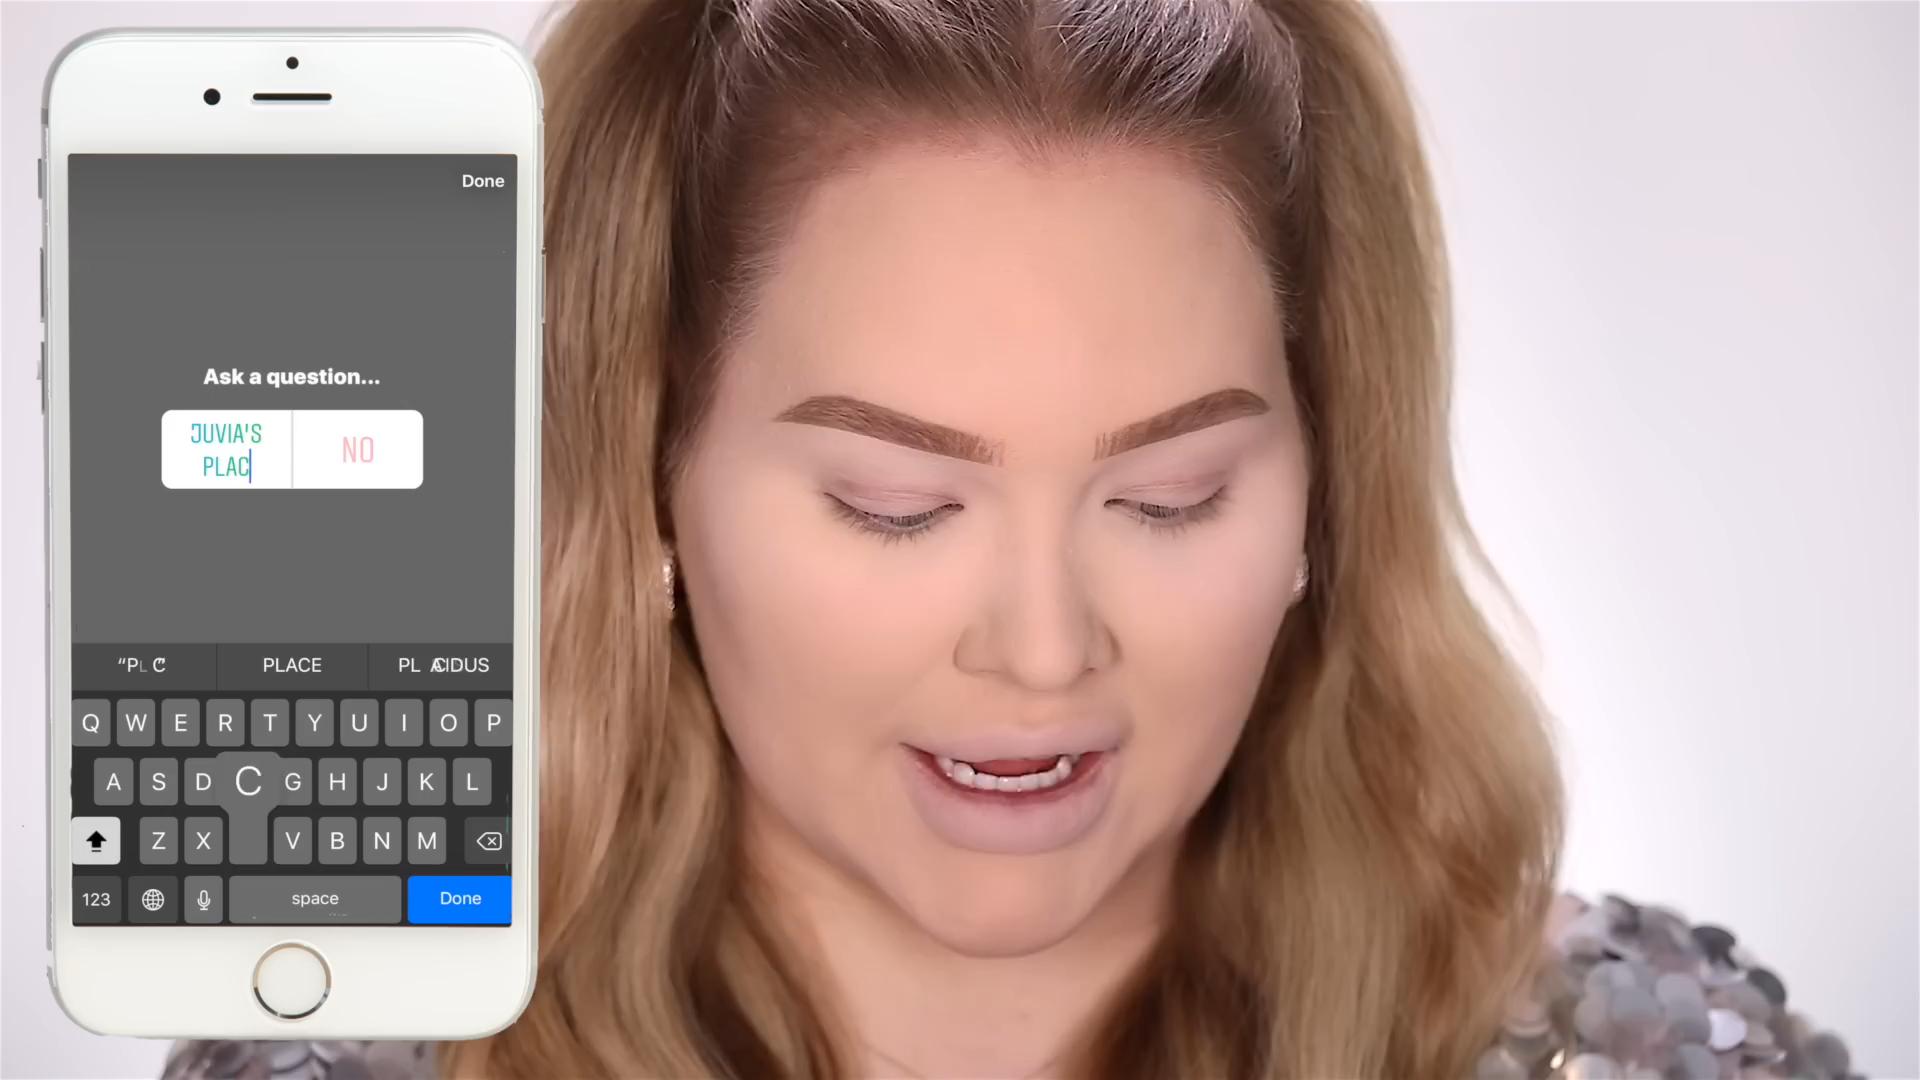 Done
Ask a question...
JUVIA'S
PLAC
NO
PLACE
Q W E R T Y U I O P
A S D C G H J K L
Z X V B N M
123 space Done